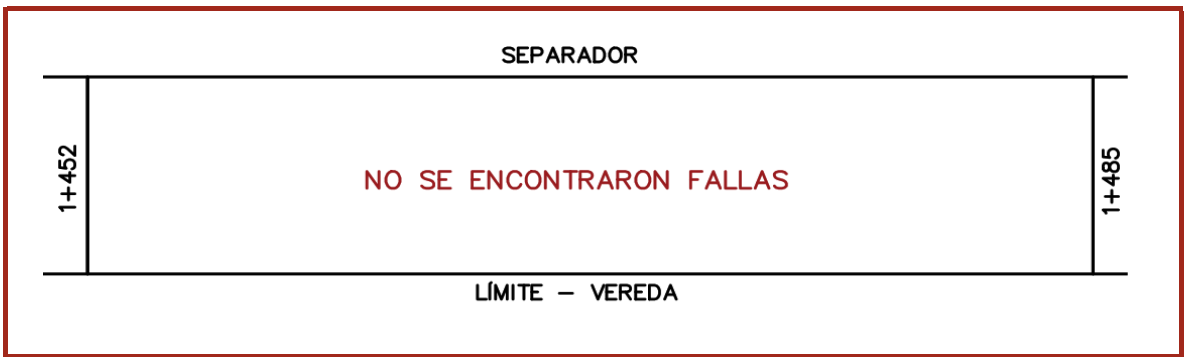 SEPARADOR
1+452
NO SE ENCONTRARON FALLAS
1+485
LÍMITE - VEREDA